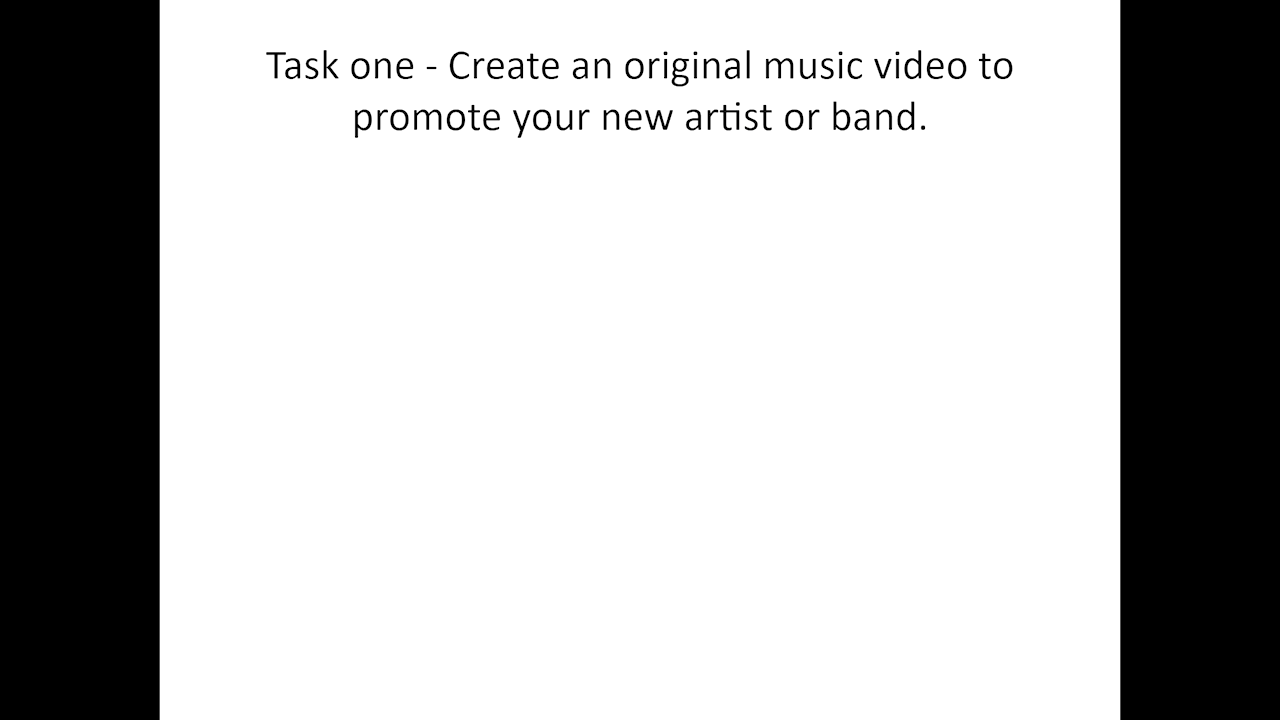 Task one - Create an original music video to
promote your new artist or band.